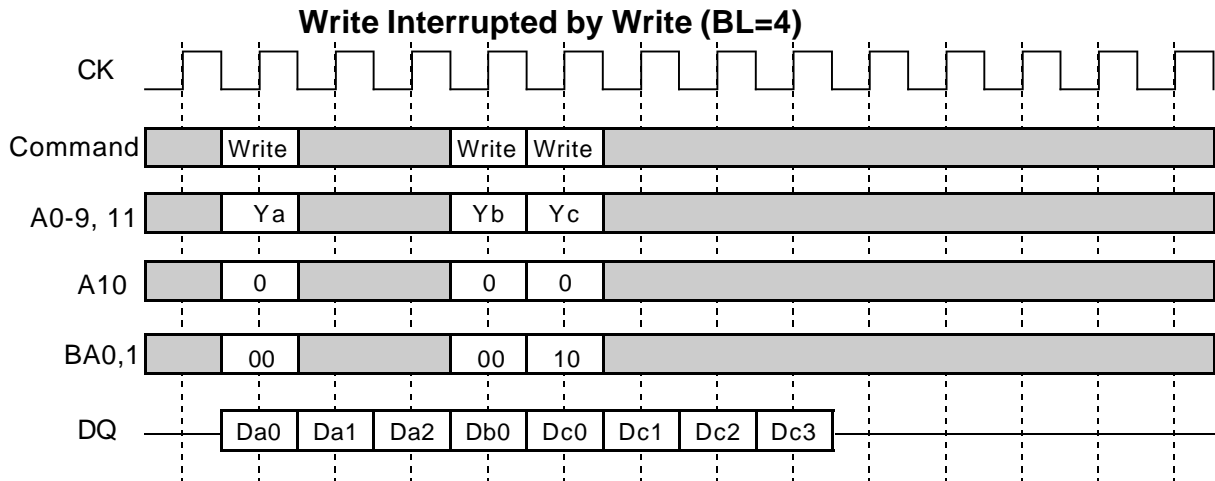 Write Interrupted by Write (BL=4)
CK
Command Write Write Write
A0-9, 11 Ya Yb Yc
A10 0 0 0
BA0,1 00 00 10
DQ Da0 Da1 Da2 Db0 Dc0 Dc1 Dc2 Dc3